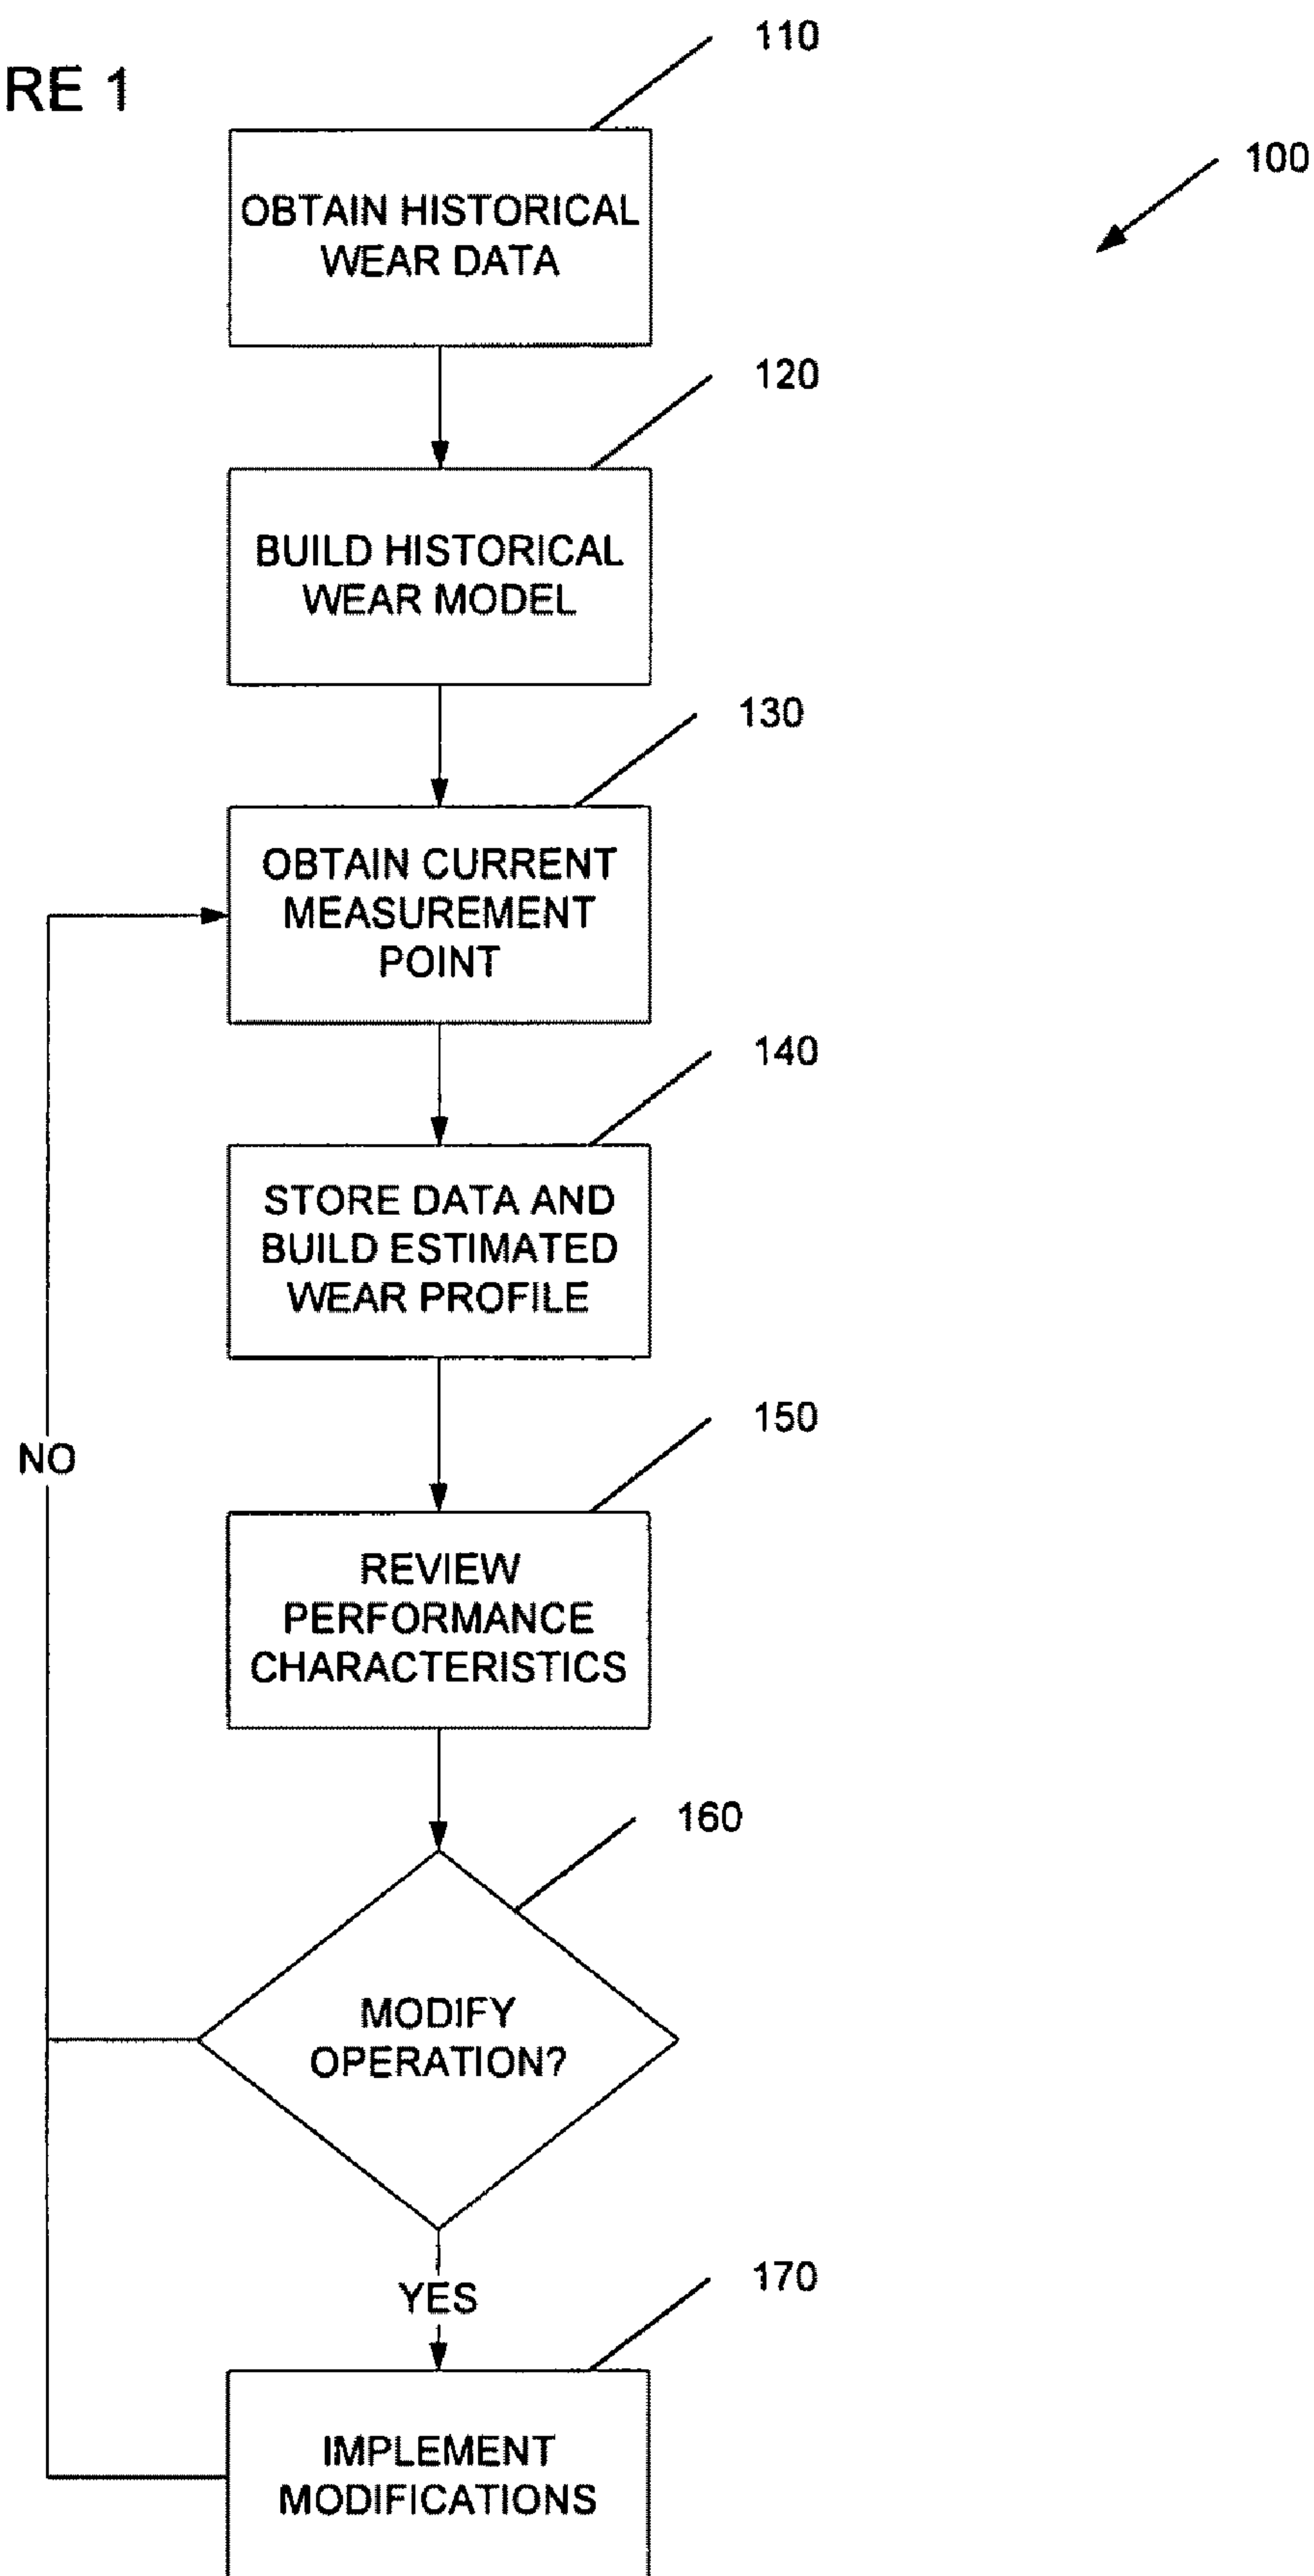 110
RE 1
100
OBTAIN HISTORICAL
WEAR DATA
120
BUILD HISTORICAL
WEAR MODEL
130
OBTAIN CURRENT
MEASUREMENT
POINT
140
STORE DATA AND
BUILD ESTIMATED
WEAR PROFILE
150
NO
REVIEW
PERFORMANCE
CHARACTERISTICS
160
MODIFY
OPERATION?
YES
170
IMPLEMENT
MODIFICATIONS